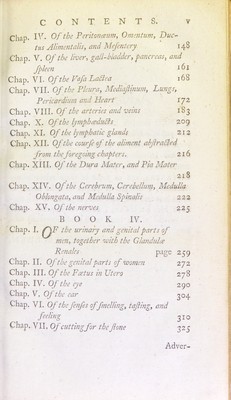 CONTENTS. v
Chap. IV. Of the Peritonæum, Omentum, Duc-
tus Alimentalis, and Mesentery 148
Chap. V. Of the liver, gall-bladder, pancreas, and
spleen 161
Chap. VI. Of the Vasa Lactea 168
Chap. VII. Of the Pleura, Mediastinum, Lungs,
Pericardium and Heart 172
Chap. VIII. Of the arteries and veins 183
Chap. X. Of the lymphæducts 209
Chap. XI. Of the lymphatic glands 212
Chap. XII. Of the course of the aliment abstracted
from the foregoing chapters. 216
Chap. XIII. Of the Dura Mater, and Pia Mater
218
Chap. XIV. Of the Cerebrum, Cerebellum, Medulla
Oblongata, and Medulla Spinalis 222
Chap. XV. Of the nerves 225
BOOK IV.
Chap. I. OF the urinary and genital parts of
men, together with the Glandulæ
Renales page 259
Chap. II. Of the genital parts of women 272
Chap. III. Of the Fœtus in Utero 278
Chap. IV. Of the eye 290
Chap. V. Of the ear 304
Chap. VI. Of the senses of smelling, tasting, and
feeling 310
Chap. VII. Of cutting for the stone 325
Adver-